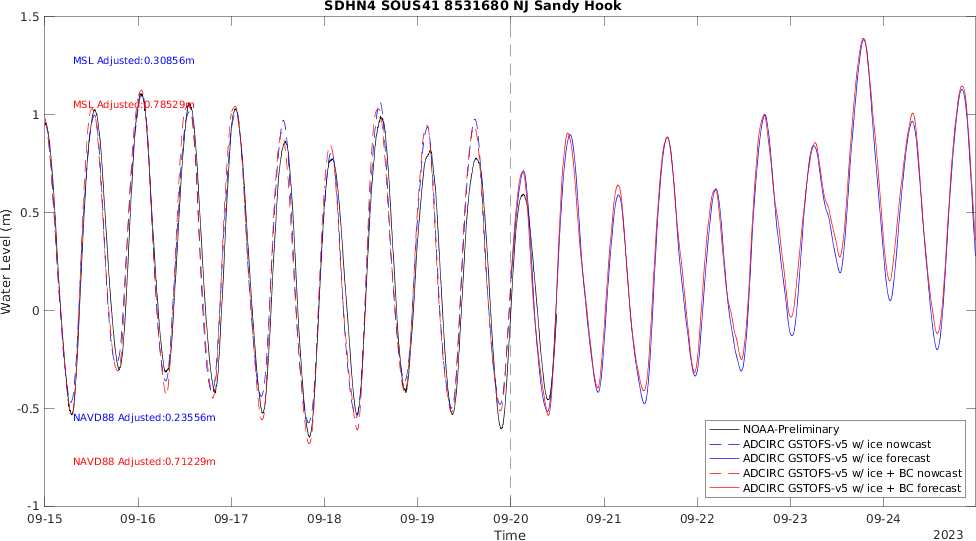 SDHN4 SOUS41 8531680 NJ Sandy Hook
1.5
1
0.5
0
-0.5
-1
Water Level (m)
MSL Adjusted:0.30856m
MSL Adjusted:0.78529m
NAVD88 Adjusted:0.23556m
NAVD88 Adjusted:0.71229m
NOAA-Preliminary
ADCIRC GSTOFS-v5 w/ ice nowcast
ADCIRC GSTOFS-v5 w/ ice forecast
ADCIRC GSTOFS-v5 w/ ice + BC nowcast
ADCIRC GSTOFS-v5 w/ ice + BC forecast
09-15 09-16 09-17 09-18 09-19 09-20 09-21 09-22 09-23 09-24
Time
2023